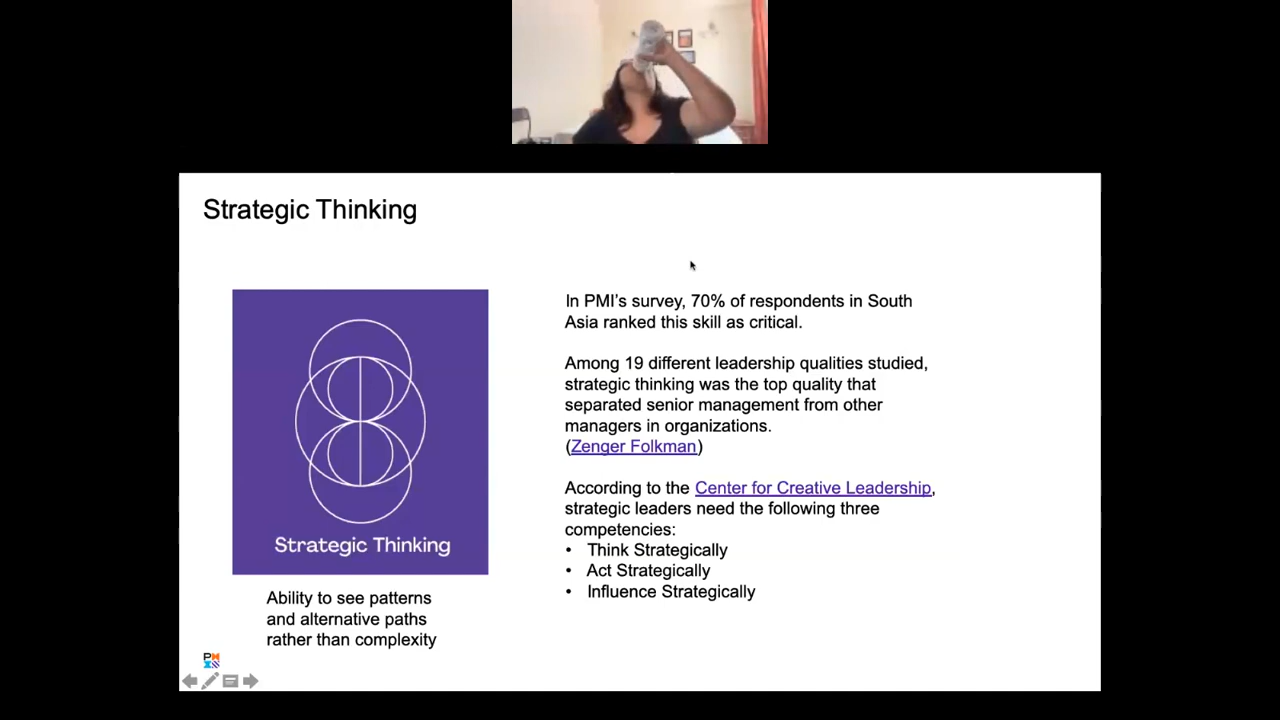 Strategic Thinking
In PMI's survey, 70% of respondents in South
Asia ranked this skill as critical.
Among 19 different leadership qualities studied,
strategic thinking was the top quality that
separated senior management from other
managers in organizations.
(Zenger Folkman)
According to the Center for Creative Leadership,
strategic leaders need the following three
competencies:
• Think Strategically
• Act Strategically
• Influence Strategically
Strategic Thinking
Ability to see patterns
and alternative paths
rather than complexity